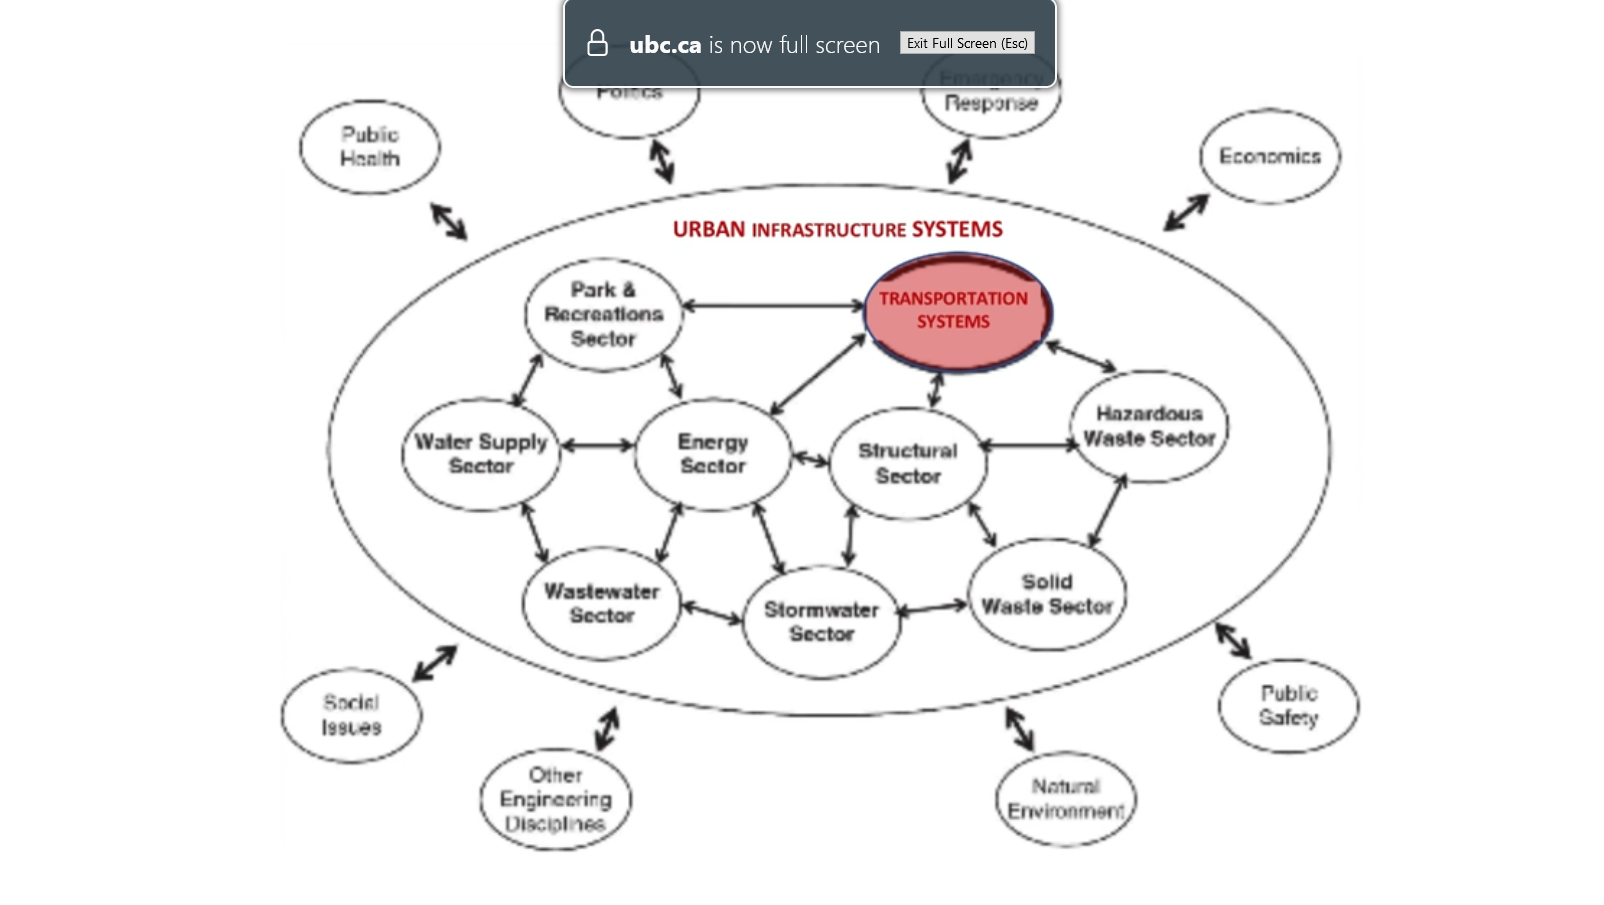 ubc.ca is now full screen
Exit Full Screen (Esc)
Politics
Emergency
Response
Public
Health
Economics
URBAN INFRASTRUCTURE SYSTEMS
Park &
Recreations
Sector
TRANSPORTATION
SYSTEMS
Water Supply
Sector
Energy
Sector
Structural
Sector
Hazardous
Waste Sector
Wastewater
Sector
Stormwater
Sector
Solid
Waste Sector
Social
Issues
Public
Safety
Other
Engineering
Disciplines
Natural
Environment